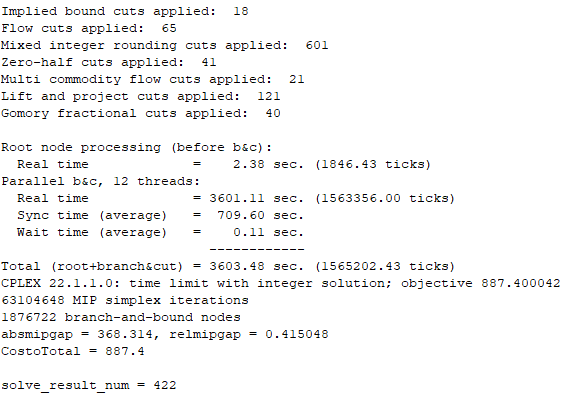 Implied bound cuts applied:  18
Flow cuts applied:  65
Mixed integer rounding cuts applied:  601
Zero-half cuts applied:  41
Multi commodity flow cuts applied:  21
Lift and project cuts applied:  121
Gomory fractional cuts applied:  40

Root node processing (before b&c):
  Real time             =    2.38 sec. (1846.43 ticks)
Parallel b&c, 12 threads:
  Real time             = 3601.11 sec. (1563356.00 ticks)
  Sync time (average)   =  709.60 sec.
  Wait time (average)   =    0.11 sec.
                          ------------
Total (root+branch&cut) = 3603.48 sec. (1565202.43 ticks)
CPLEX 22.1.1.0: time limit with integer solution; objective 887.400042
63104648 MIP simplex iterations
1876722 branch-and-bound nodes
absmipgap = 368.314, relmipgap = 0.415048
CostoTotal = 887.4

solve_result_num = 422